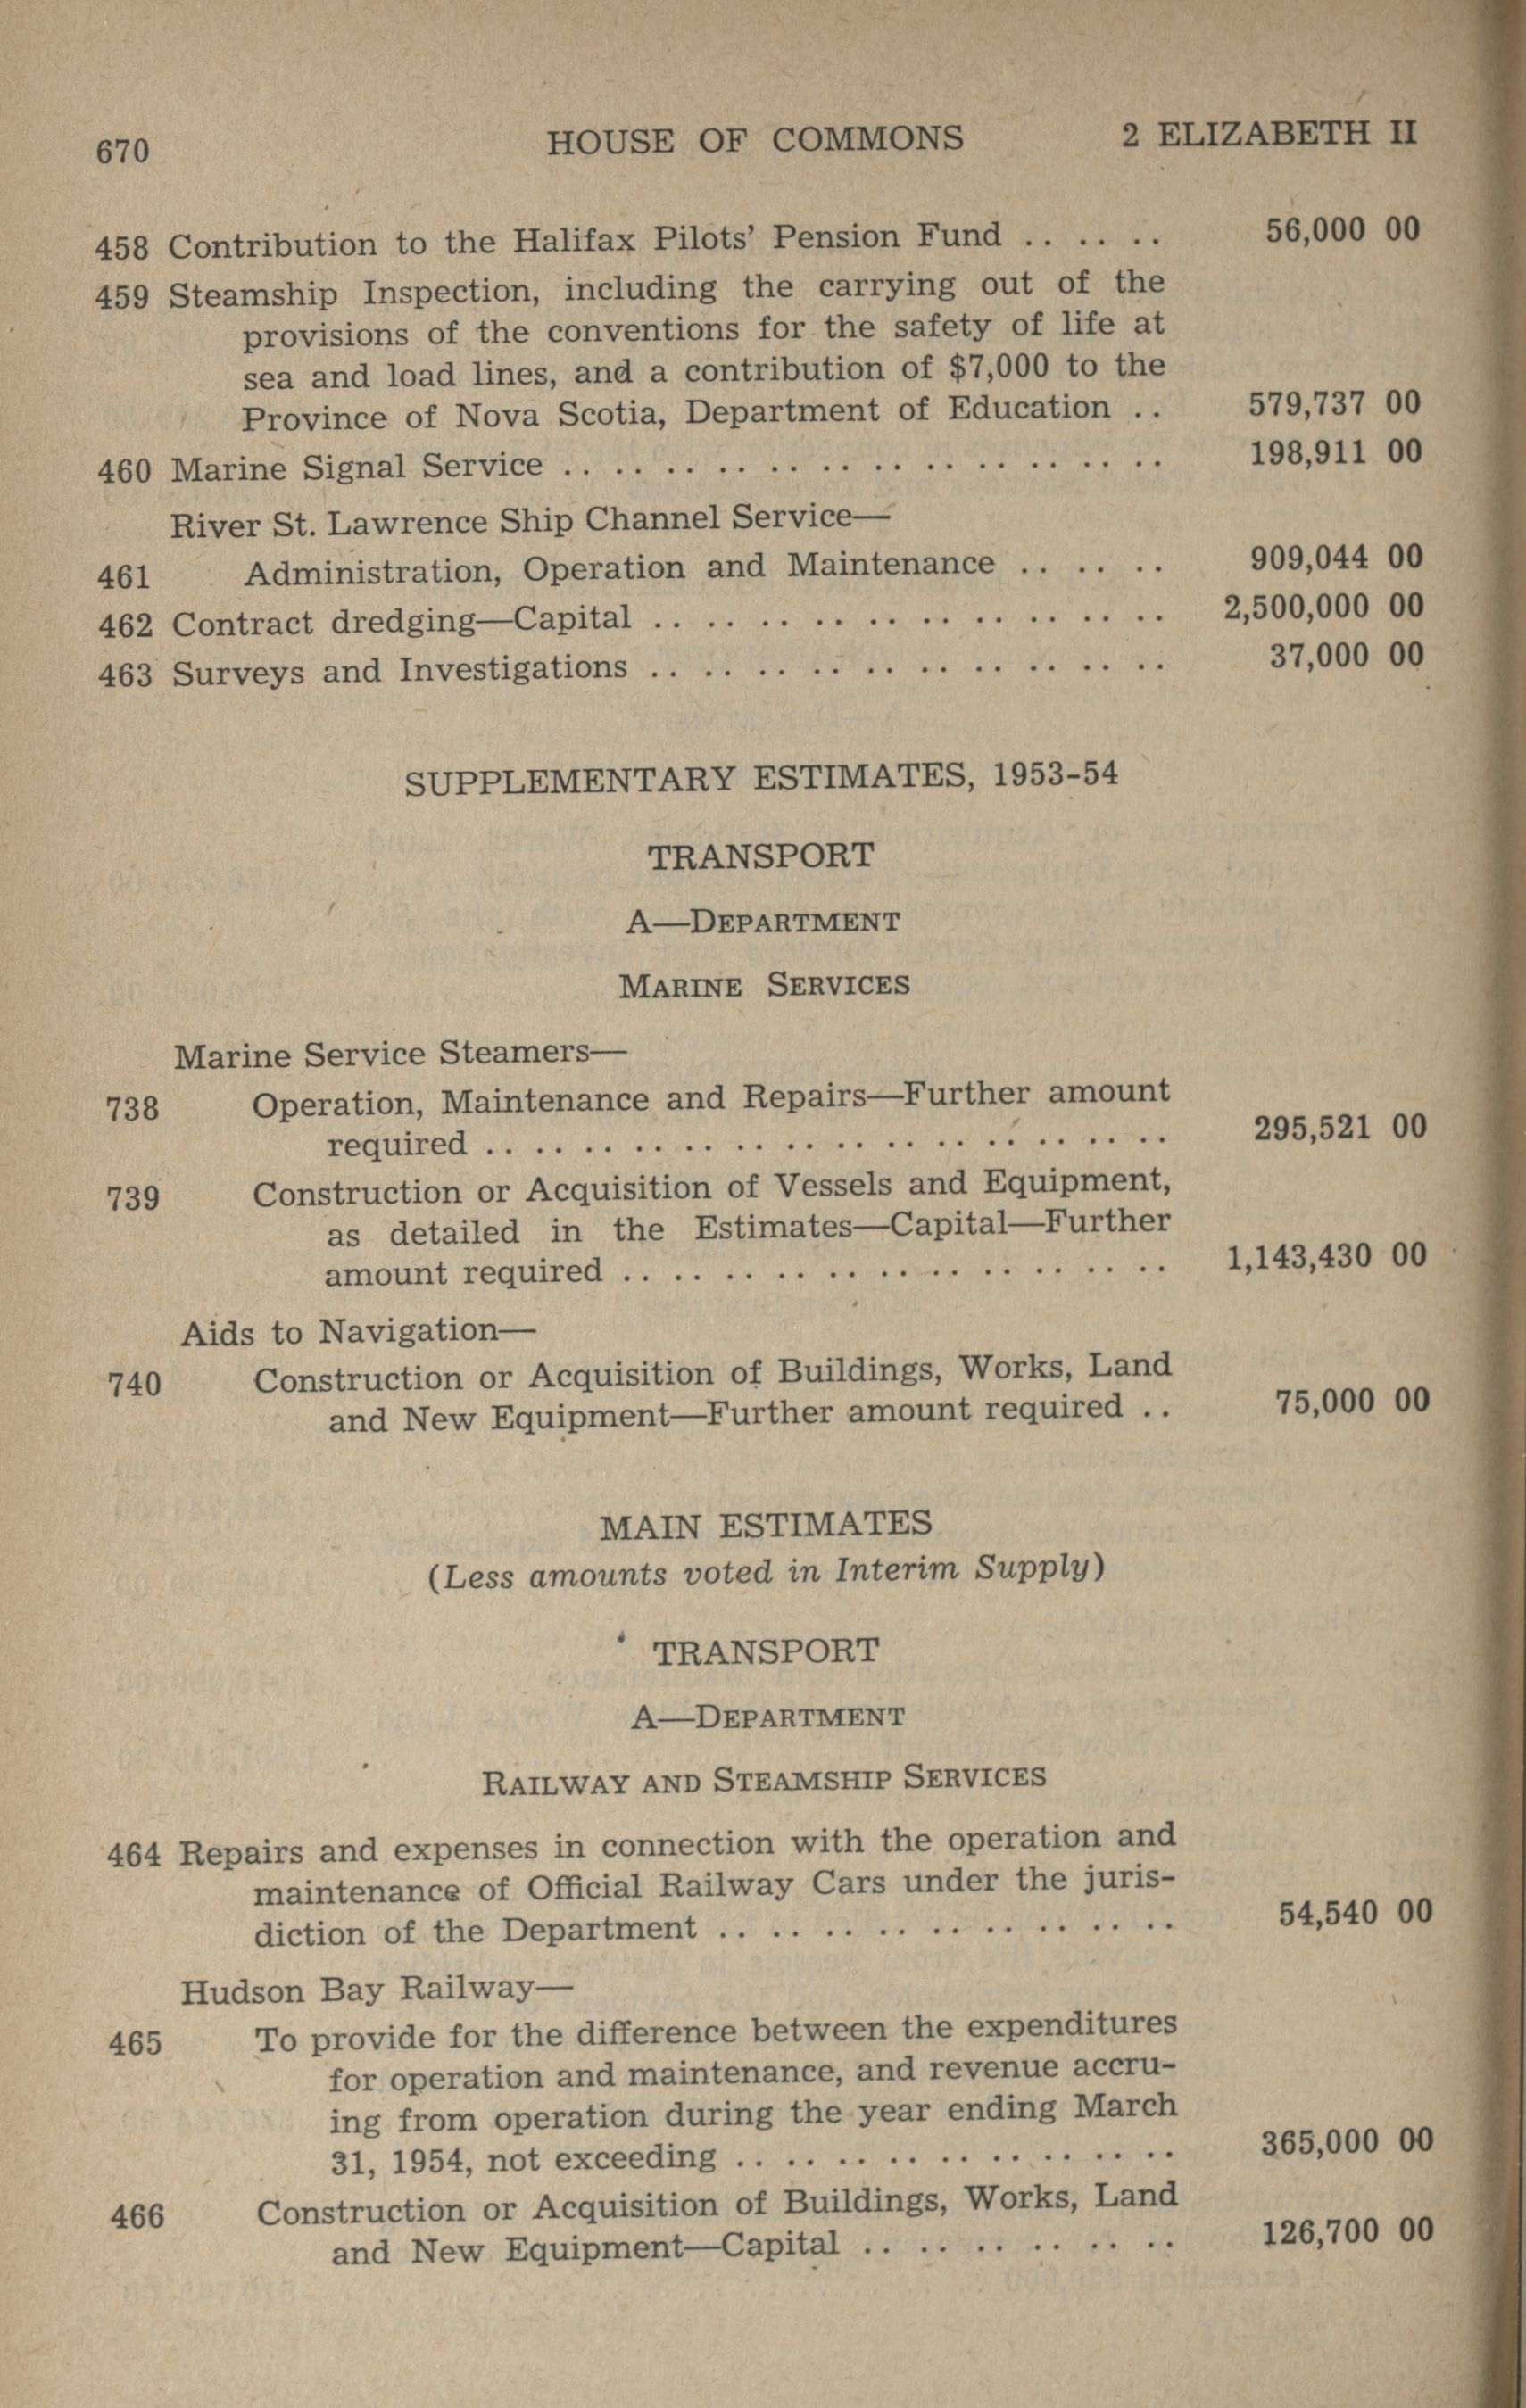 670 HOUSE OF COMMONS 2 ELIZABETH II
458 Contribution to the Halifax Pilots' Pension Fund . . . . . . 56,000 00
459 Steamship Inspection, including the carrying out of the
provisions of the conventions for the safety of life at
sea and load lines, and a contribution of $7,000 to the
Province of Nova Scotia, Department of Education . . 579,737 00
460 Marine Signal Service . . . . . . . . . . . . . . . . . . . . . . . . 198,911 00
River St. Lawrence Ship Channel Service—
461 Administration, Operation and Maintenance . . . . . . 909,044 00
462 Contract dredging—Capital . . . . . . . . . . . . . . . . . . . . 2,500,000 00
463 Surveys and Investigations . . . . . . . . . . . . . . . . . . . . 37,000 00
SUPPLEMENTARY ESTIMATES, 1953-54
TRANSPORT
A—DEPARTMENT
MARINE SERVICES
Marine Service Steamers—
738 Operation, Maintenance and Repairs—Further amount
required . . . . . . . . . . . . . . . . . . . . . . . . . . . . 295,521 00
739 Construction or Acquisition of Vessels and Equipment,
as detailed in the Estimates—Capital—Further
amount required . . . . . . . . . . . . . . . . . . . . . . 1,143,430 00
Aids to Navigation—
740 Construction or Acquisition of Buildings, Works, Land
and New Equipment—Further amount required . . 75,000 00
MAIN ESTIMATES
(Less amounts voted in Interim Supply)
TRANSPORT
A—DEPARTMENT
RAILWAY AND STEAMSHIP SERVICES
464 Repairs and expenses in connection with the operation and
maintenance of Official Railway Cars under the juris-
diction of the Department . . . . . . . . . . . . . . . . . . 54,540 00
Hudson Bay Railway—
465 To provide for the difference between the expenditures
for operation and maintenance, and revenue accru-
ing from operation during the year ending March
31, 1954, not exceeding . . . . . . . . . . . . . . . . . . 365,000 00
466 Construction or Acquisition of Buildings, Works, Land
and New Equipment—Capital . . . . . . . . . . . . 126,700 00